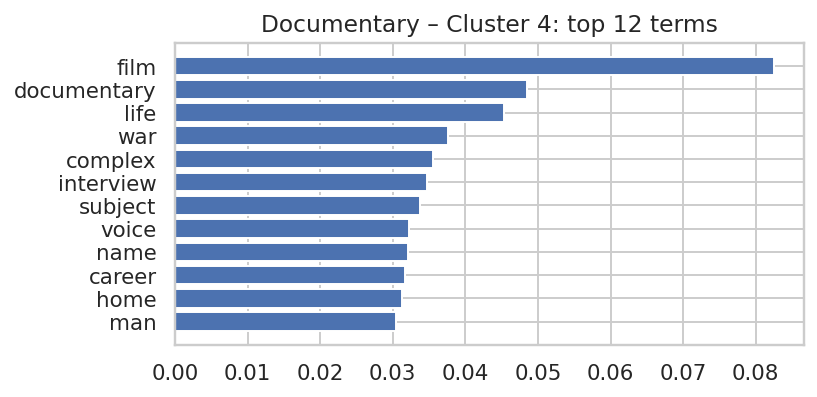 Documentary – Cluster 4: top 12 terms
film
documentary
life
war
complex
interview
subject
voice
name
career
home
man
0.00 0.01 0.02 0.03 0.04 0.05 0.06 0.07 0.08